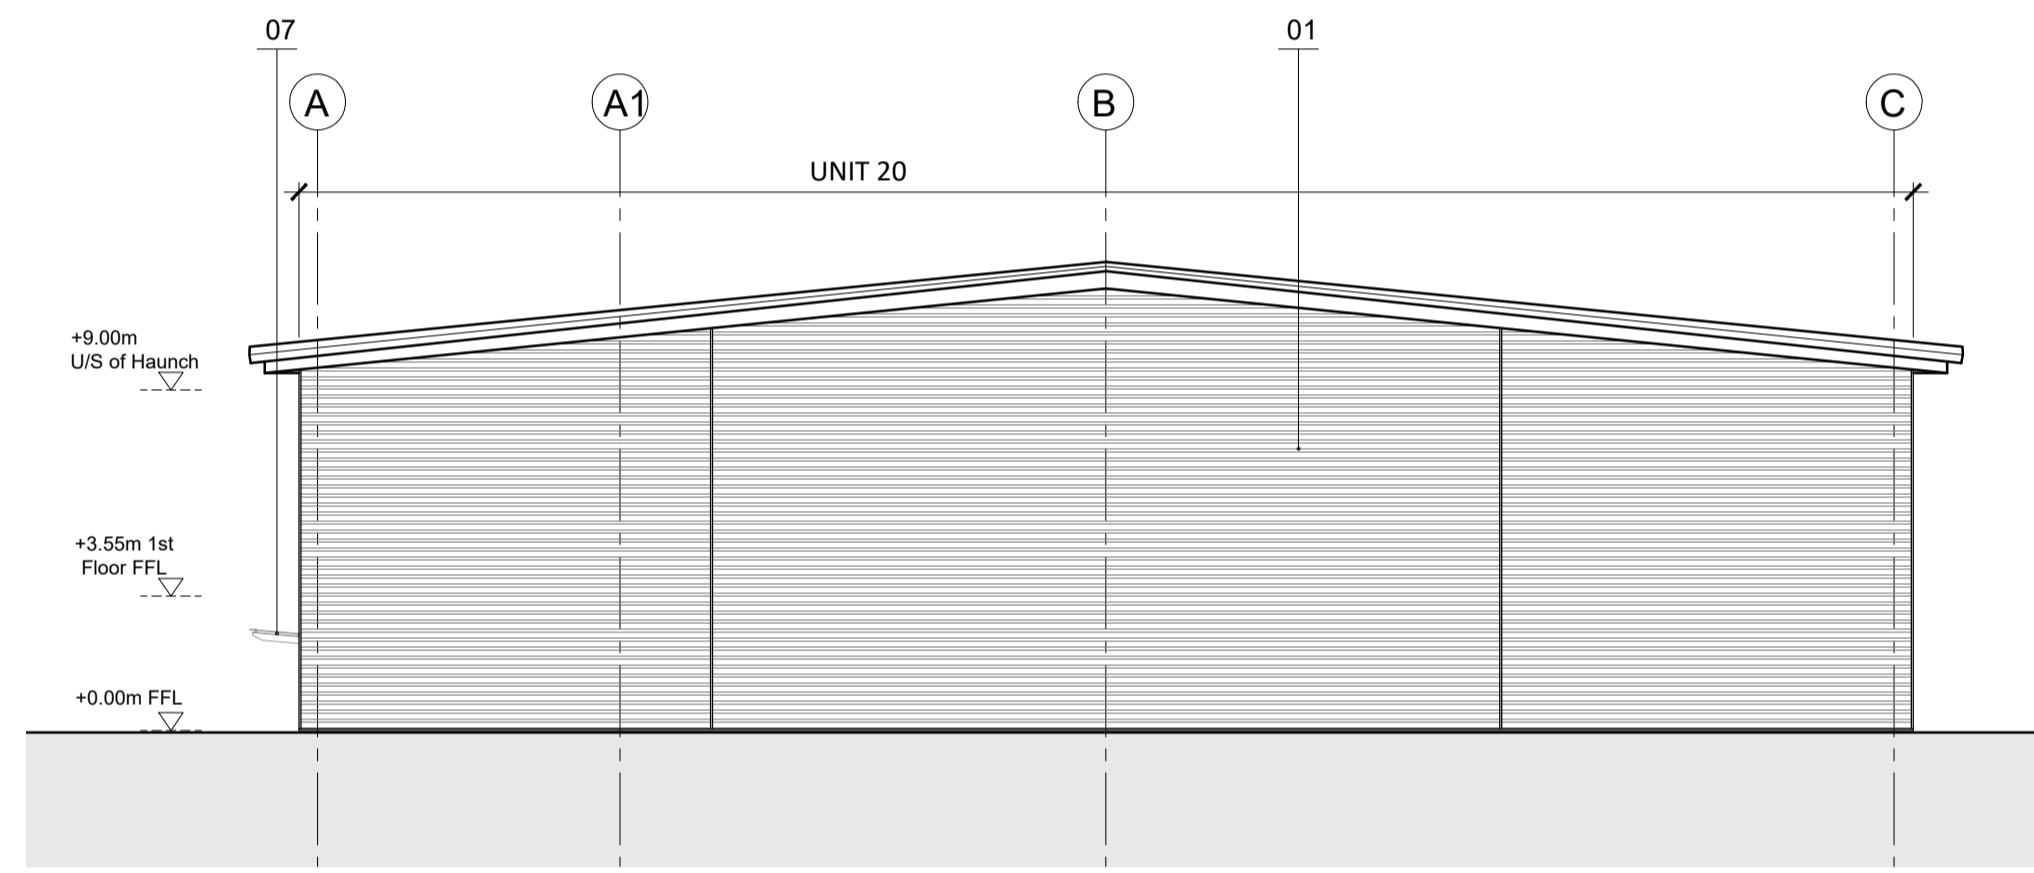 07
01
A
A1
B
C
UNIT 20
+9.00m
U/S of Haunch
+3.55m 1st
Floor FFL
+0.00m FFL